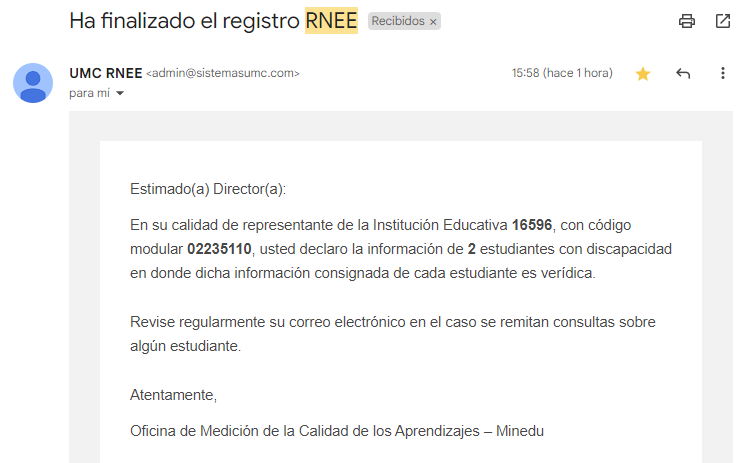 Ha finalizado el registro RNEE Recibidos ×
UMC RNEE <admin@sistemasumc.com> 15:58 (hace 1 hora)
para mí
Estimado(a) Director(a):
En su calidad de representante de la Institución Educativa 16596, con código
modular 02235110, usted declaro la información de 2 estudiantes con discapacidad
en donde dicha información consignada de cada estudiante es verídica.
Revise regularmente su correo electrónico en el caso se remitan consultas sobre
algún estudiante.
Atentamente,
Oficina de Medición de la Calidad de los Aprendizajes – Minedu